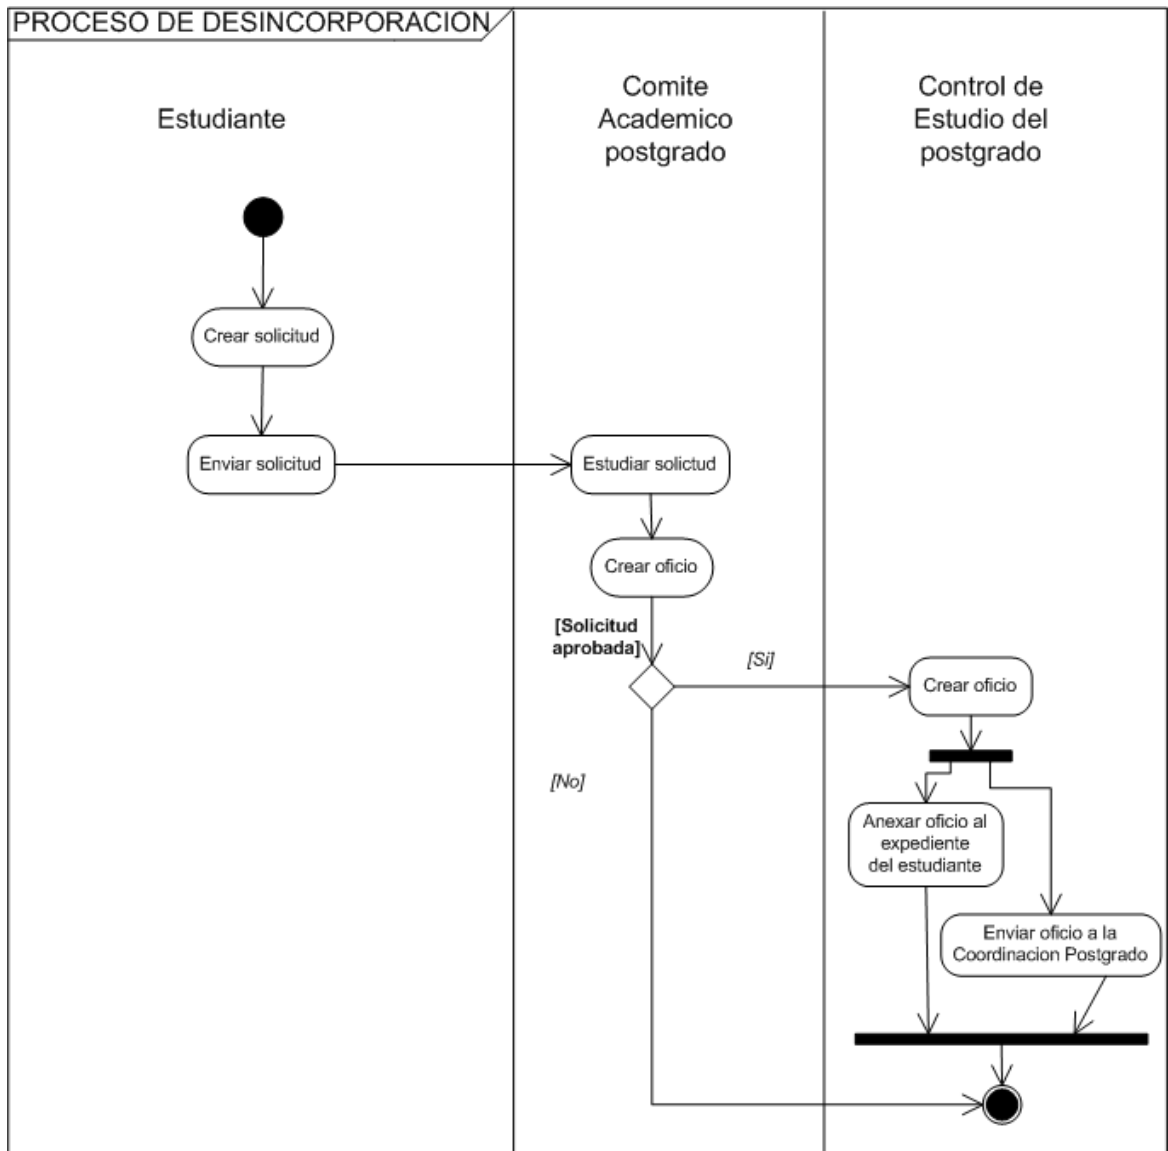 PROCESO DE DESINCORPORACION
Estudiante
Comite
Academico
postgrado
Control de
Estudio del
postgrado
Crear solicitud
Enviar solicitud
Estudiar solictud
Crear oficio
[Solicitud
aprobada]
[Si]
Crear oficio
[No]
Anexar oficio al
expediente
del estudiante
Enviar oficio a la
Coordinacion Postgrado